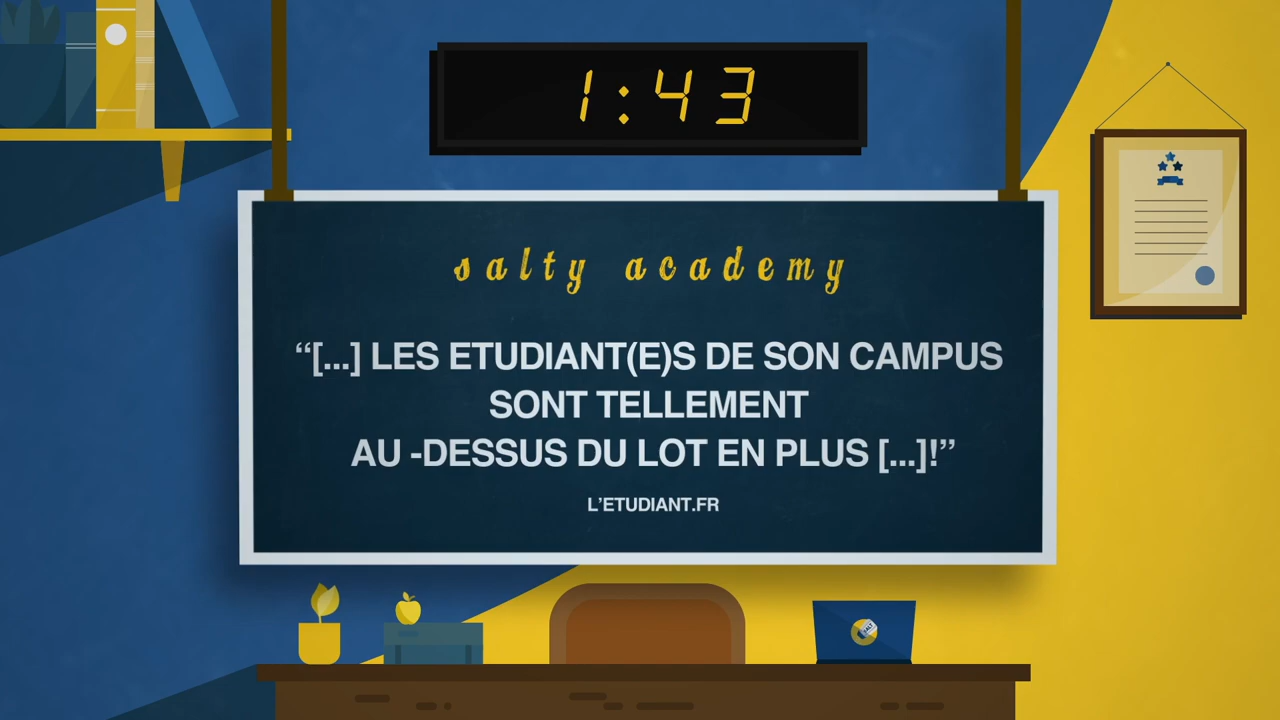 1:43
salty academy
“[...] LES ETUDIANT(E)S DE SON CAMPUS
SONT TELLEMENT
AU -DESSUS DU LOT EN PLUS [...]!”
L’ETUDIANT.FR